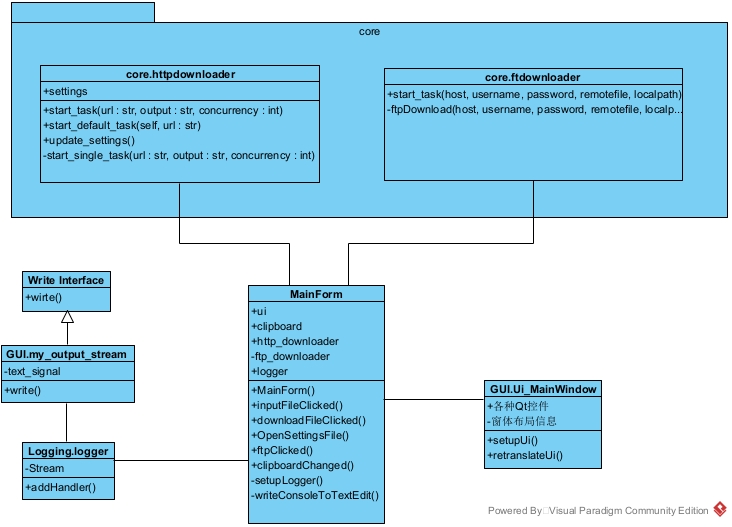 core
core.httpdownloader
+settings
+start_task(url : str, output : str, concurrency : int)
+start_default_task(self, url : str)
+update_settings()
-start_single_task(url : str, output : str, concurrency : int)
core.ftdownloader
+start_task(host, username, password, remotefile, localpath)
-ftpDownload(host, username, password, remotefile, localp...
Write Interface
+wirte()
GUI.my_output_stream
-text_signal
+write()
Logging.logger
-Stream
+addHandler()
MainForm
+ui
+clipboard
+http_downloader
-ftp_downloader
+logger
+MainForm()
+inputFileClicked()
+downloadFileClicked()
+OpenSettingsFile()
+ftpClicked()
+clipboardChanged()
-setupLogger()
-writeConsoleToTextEdit()
GUI.Ui_MainWindow
+各种Qt控件
-窗体布局信息
+setupUi()
+retranslateUi()
Powered By Visual Paradigm Community Edition